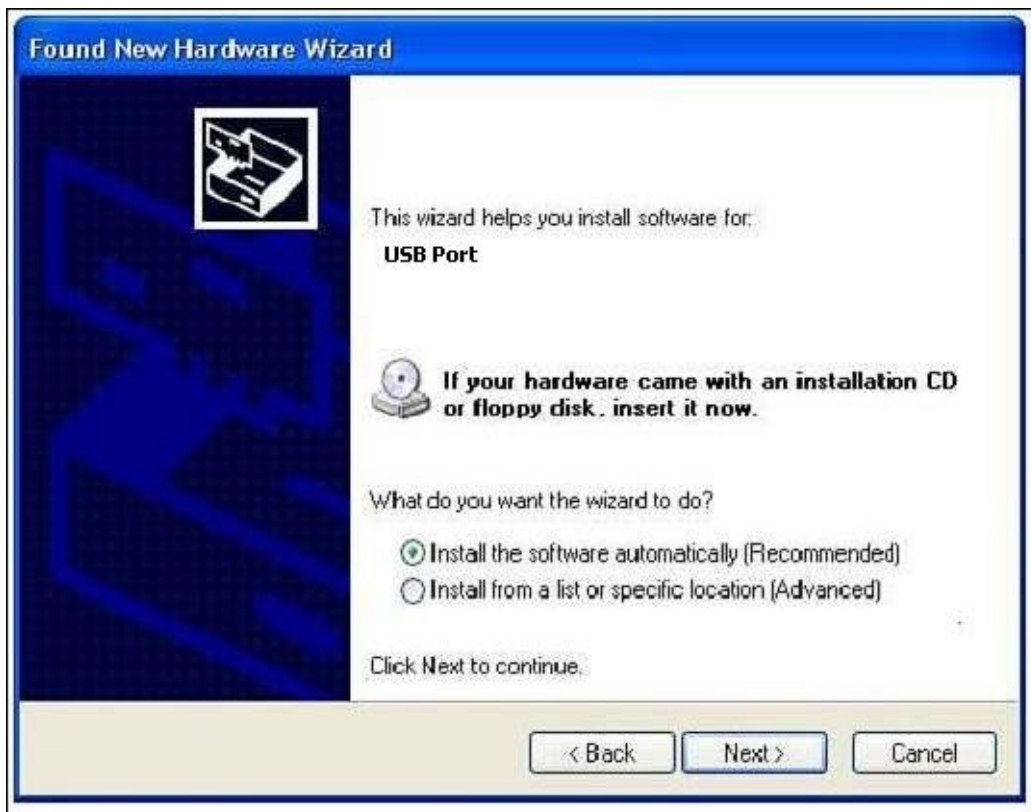 Found New Hardware Wizard
This wizard helps you install software for:
USB Port
If your hardware came with an installation CD
or floppy disk, insert it now.
What do you want the wizard to do?
Install the software automatically (Recommended)
Install from a list or specific location (Advanced)
Click Next to continue.
< Back
Next >
Cancel